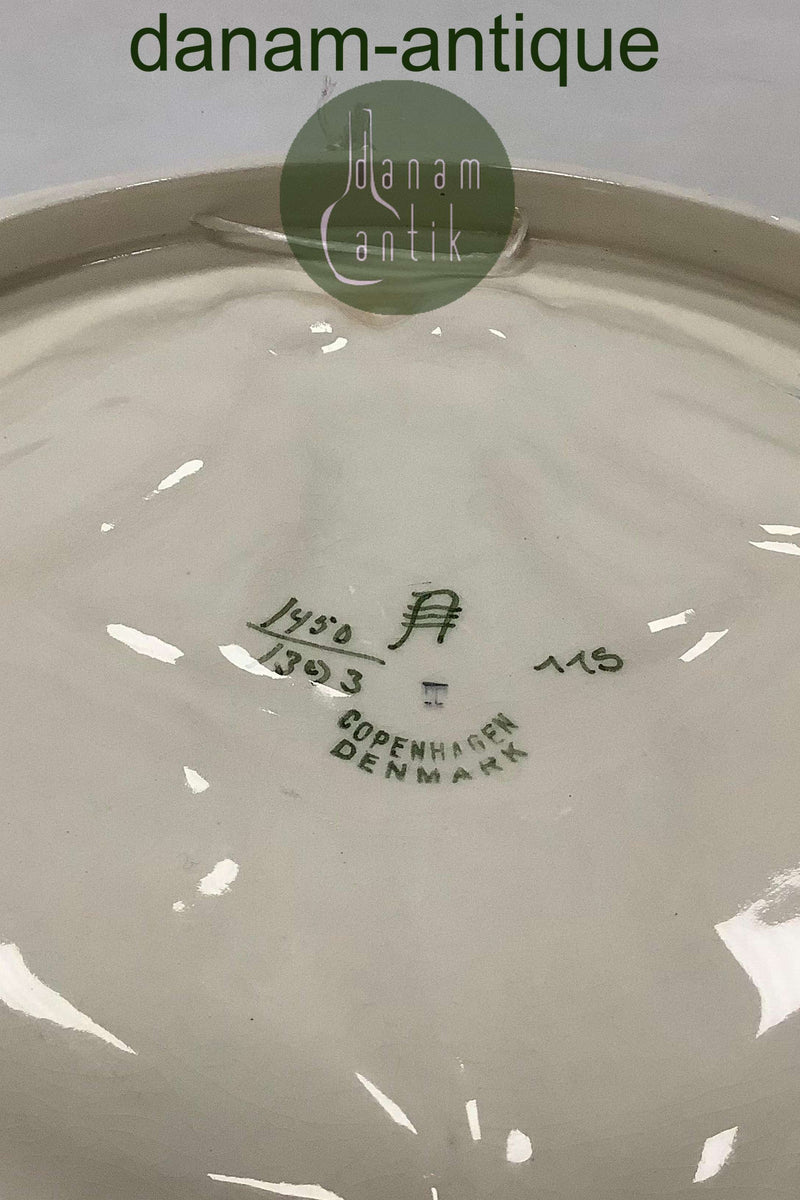 danam-antique
danam
antik
1450
1393
115
COPENHAGEN
DENMARK